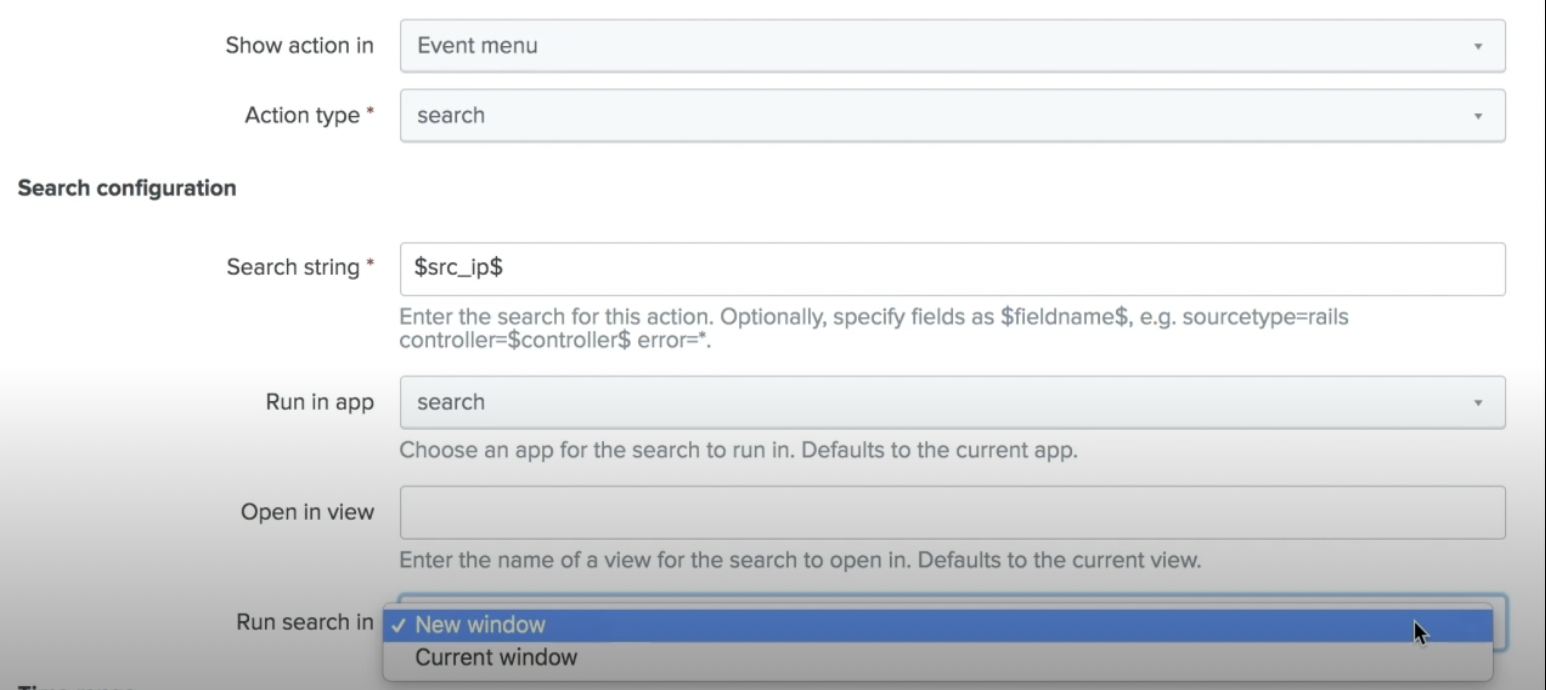 Show action in Event menu
Action type * search
Search configuration
Search string * $src_ip$
Enter the search for this action. Optionally, specify fields as $fieldname$, e.g. sourcetype=rails
controller=$controller$ error=*.
Run in app search
Choose an app for the search to run in. Defaults to the current app.
Open in view
Enter the name of a view for the search to open in. Defaults to the current view.
Run search in ✓ New window
Current window